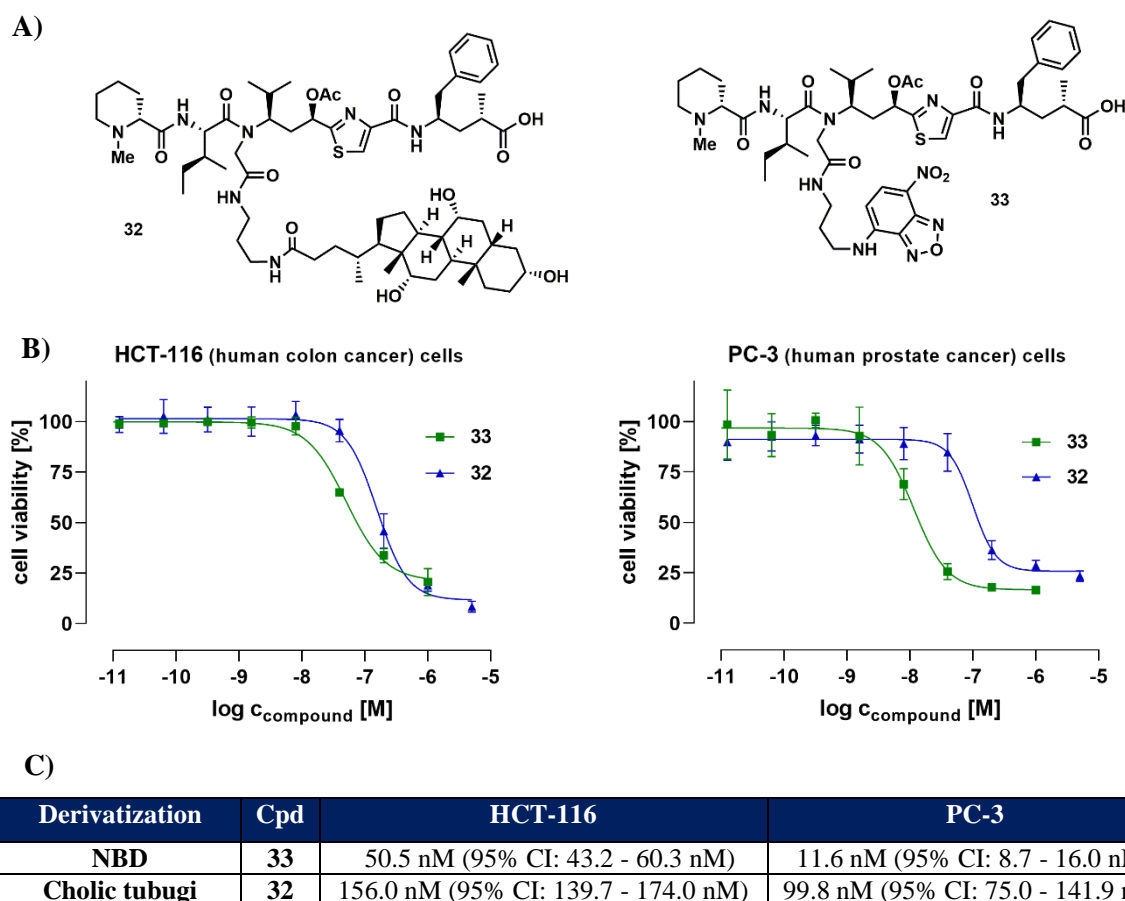 A)
OAc
O
O
N
N
H
N
S
O
N
H
N
Me
O
O
HN
O
OH
32
O
N
H
HO
H
H
H
H
HO
OH
OAc
O
O
N
N
H
N
S
O
N
H
N
Me
O
O
HN
O
OH
NO2
33
NH
N
O
N
B)
HCT-116 (human colon cancer) cells
PC-3 (human prostate cancer) cells
cell viability [%]
100
75
50
25
0
33
32
-11 -10 -9 -8 -7 -6 -5
log c compound [M]
cell viability [%]
100
75
50
25
0
33
32
-11 -10 -9 -8 -7 -6 -5
log c compound [M]
C)
Derivatization Cpd HCT-116 PC-3
NBD 33 50.5 nM (95% CI: 43.2 - 60.3 nM) 11.6 nM (95% CI: 8.7 - 16.0 nM
Cholic tubugi 32 156.0 nM (95% CI: 139.7 - 174.0 nM) 99.8 nM (95% CI: 75.0 - 141.9